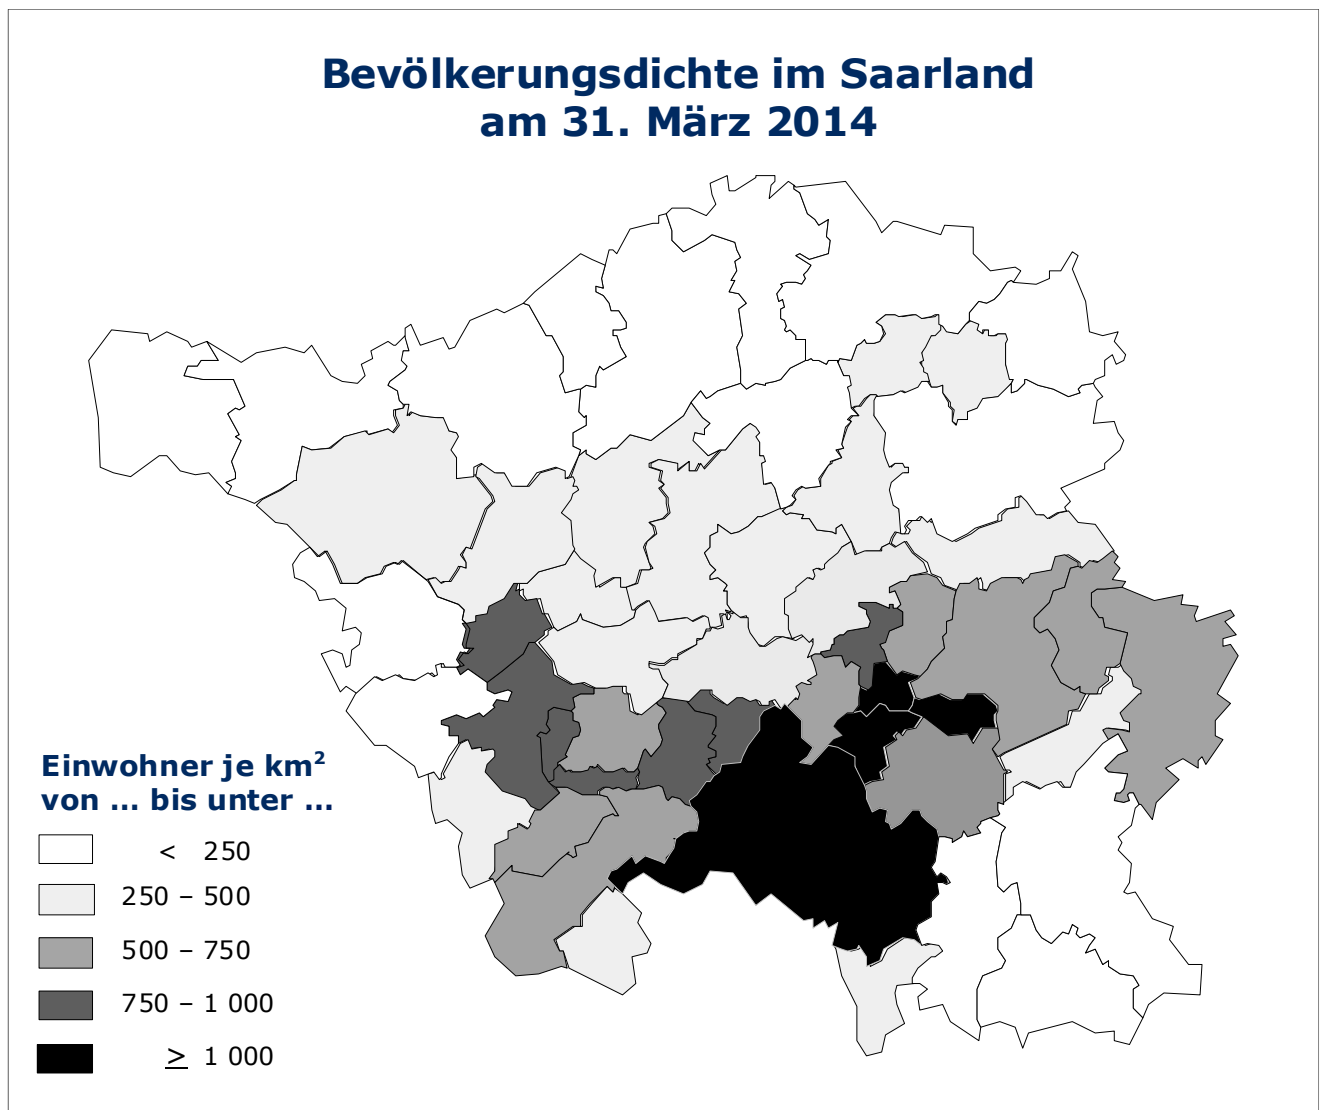 Bevölkerungsdichte im Saarland
am 31. März 2014
Einwohner je km²
von ... bis unter ...
< 250
250 – 500
500 – 750
750 – 1 000
≥ 1 000